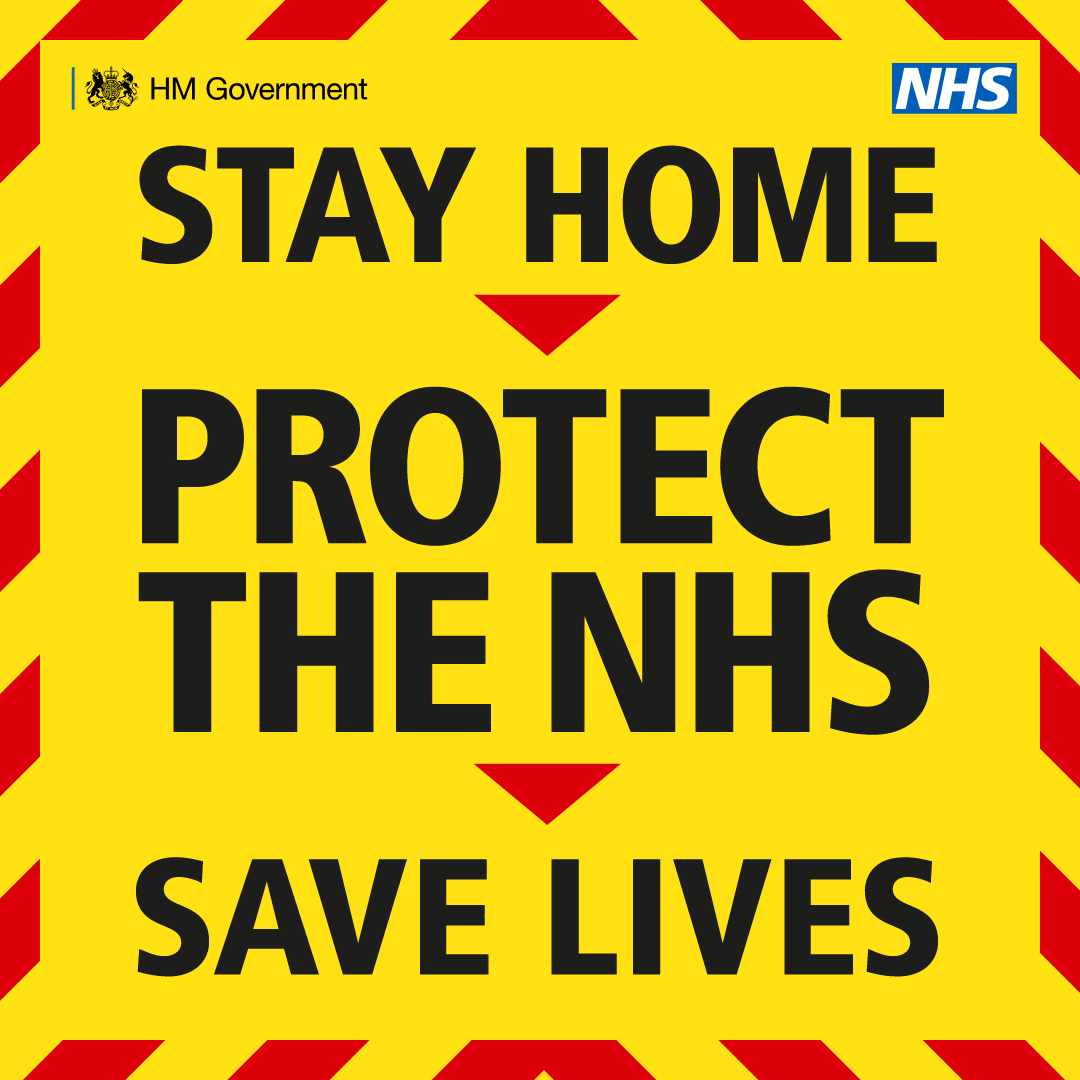 HM Government
NHS
STAY HOME
PROTECT
THE NHS
SAVE LIVES